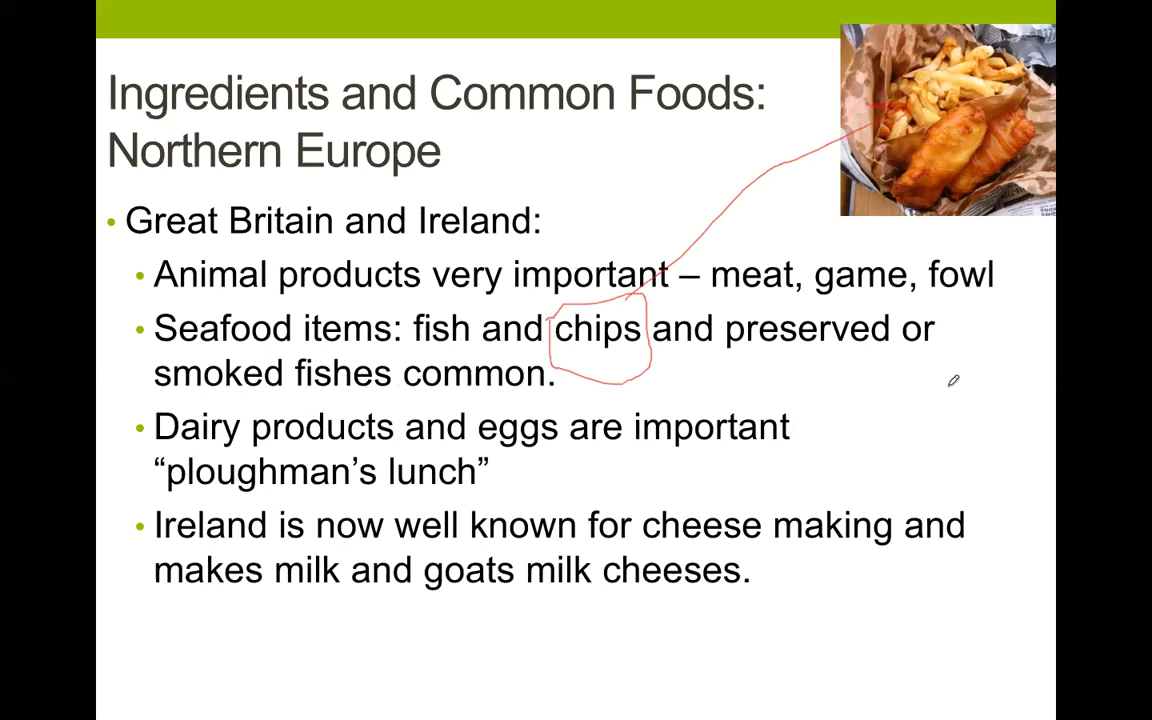 Ingredients and Common Foods:
Northern Europe
• Great Britain and Ireland:
• Animal products very important – meat, game, fowl
• Seafood items: fish and chips and preserved or
smoked fishes common.
• Dairy products and eggs are important
“ploughman’s lunch”
• Ireland is now well known for cheese making and
makes milk and goats milk cheeses.